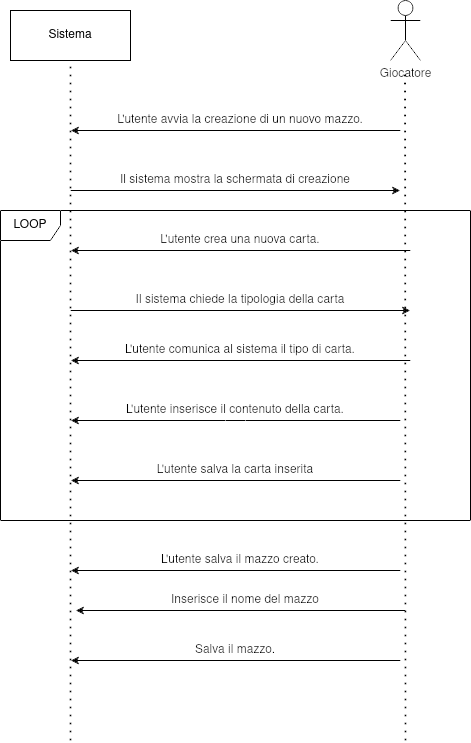 Sistema
Giocatore
L'utente avvia la creazione di un nuovo mazzo.
Il sistema mostra la schermata di creazione
LOOP
L'utente crea una nuova carta.
Il sistema chiede la tipologia della carta
L'utente comunica al sistema il tipo di carta.
L'utente inserisce il contenuto della carta.
L'utente salva la carta inserita
L'utente salva il mazzo creato.
Inserisce il nome del mazzo
Salva il mazzo.